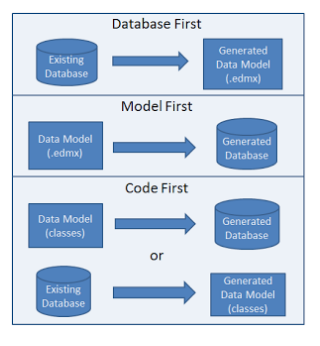 Database First
Existing
Database
Generated
Data Model
(.edmx)
Model First
Data Model
(.edmx)
Generated
Database
Code First
Data Model
(classes)
Generated
Database
or
Existing
Database
Generated
Data Model
(classes)